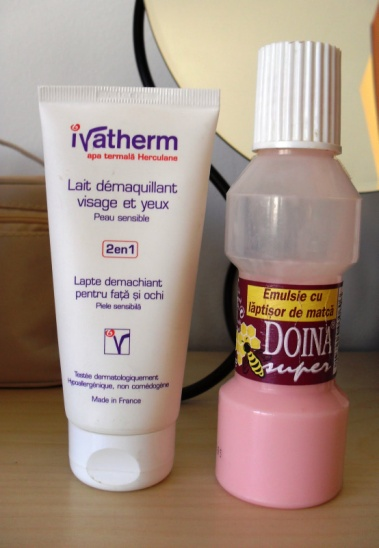 ivatherm
apa termală Herculane
Lait démaquillant
visage et yeux
Peau sensible
2en1
Lapte demachiant
pentru față și ochi
Piele sensibilă
Testée dermatologiquement
Hypoallergénique, non comédogène
Made in France
Emulsie cu
lăptișor de matcă
DOINA
super